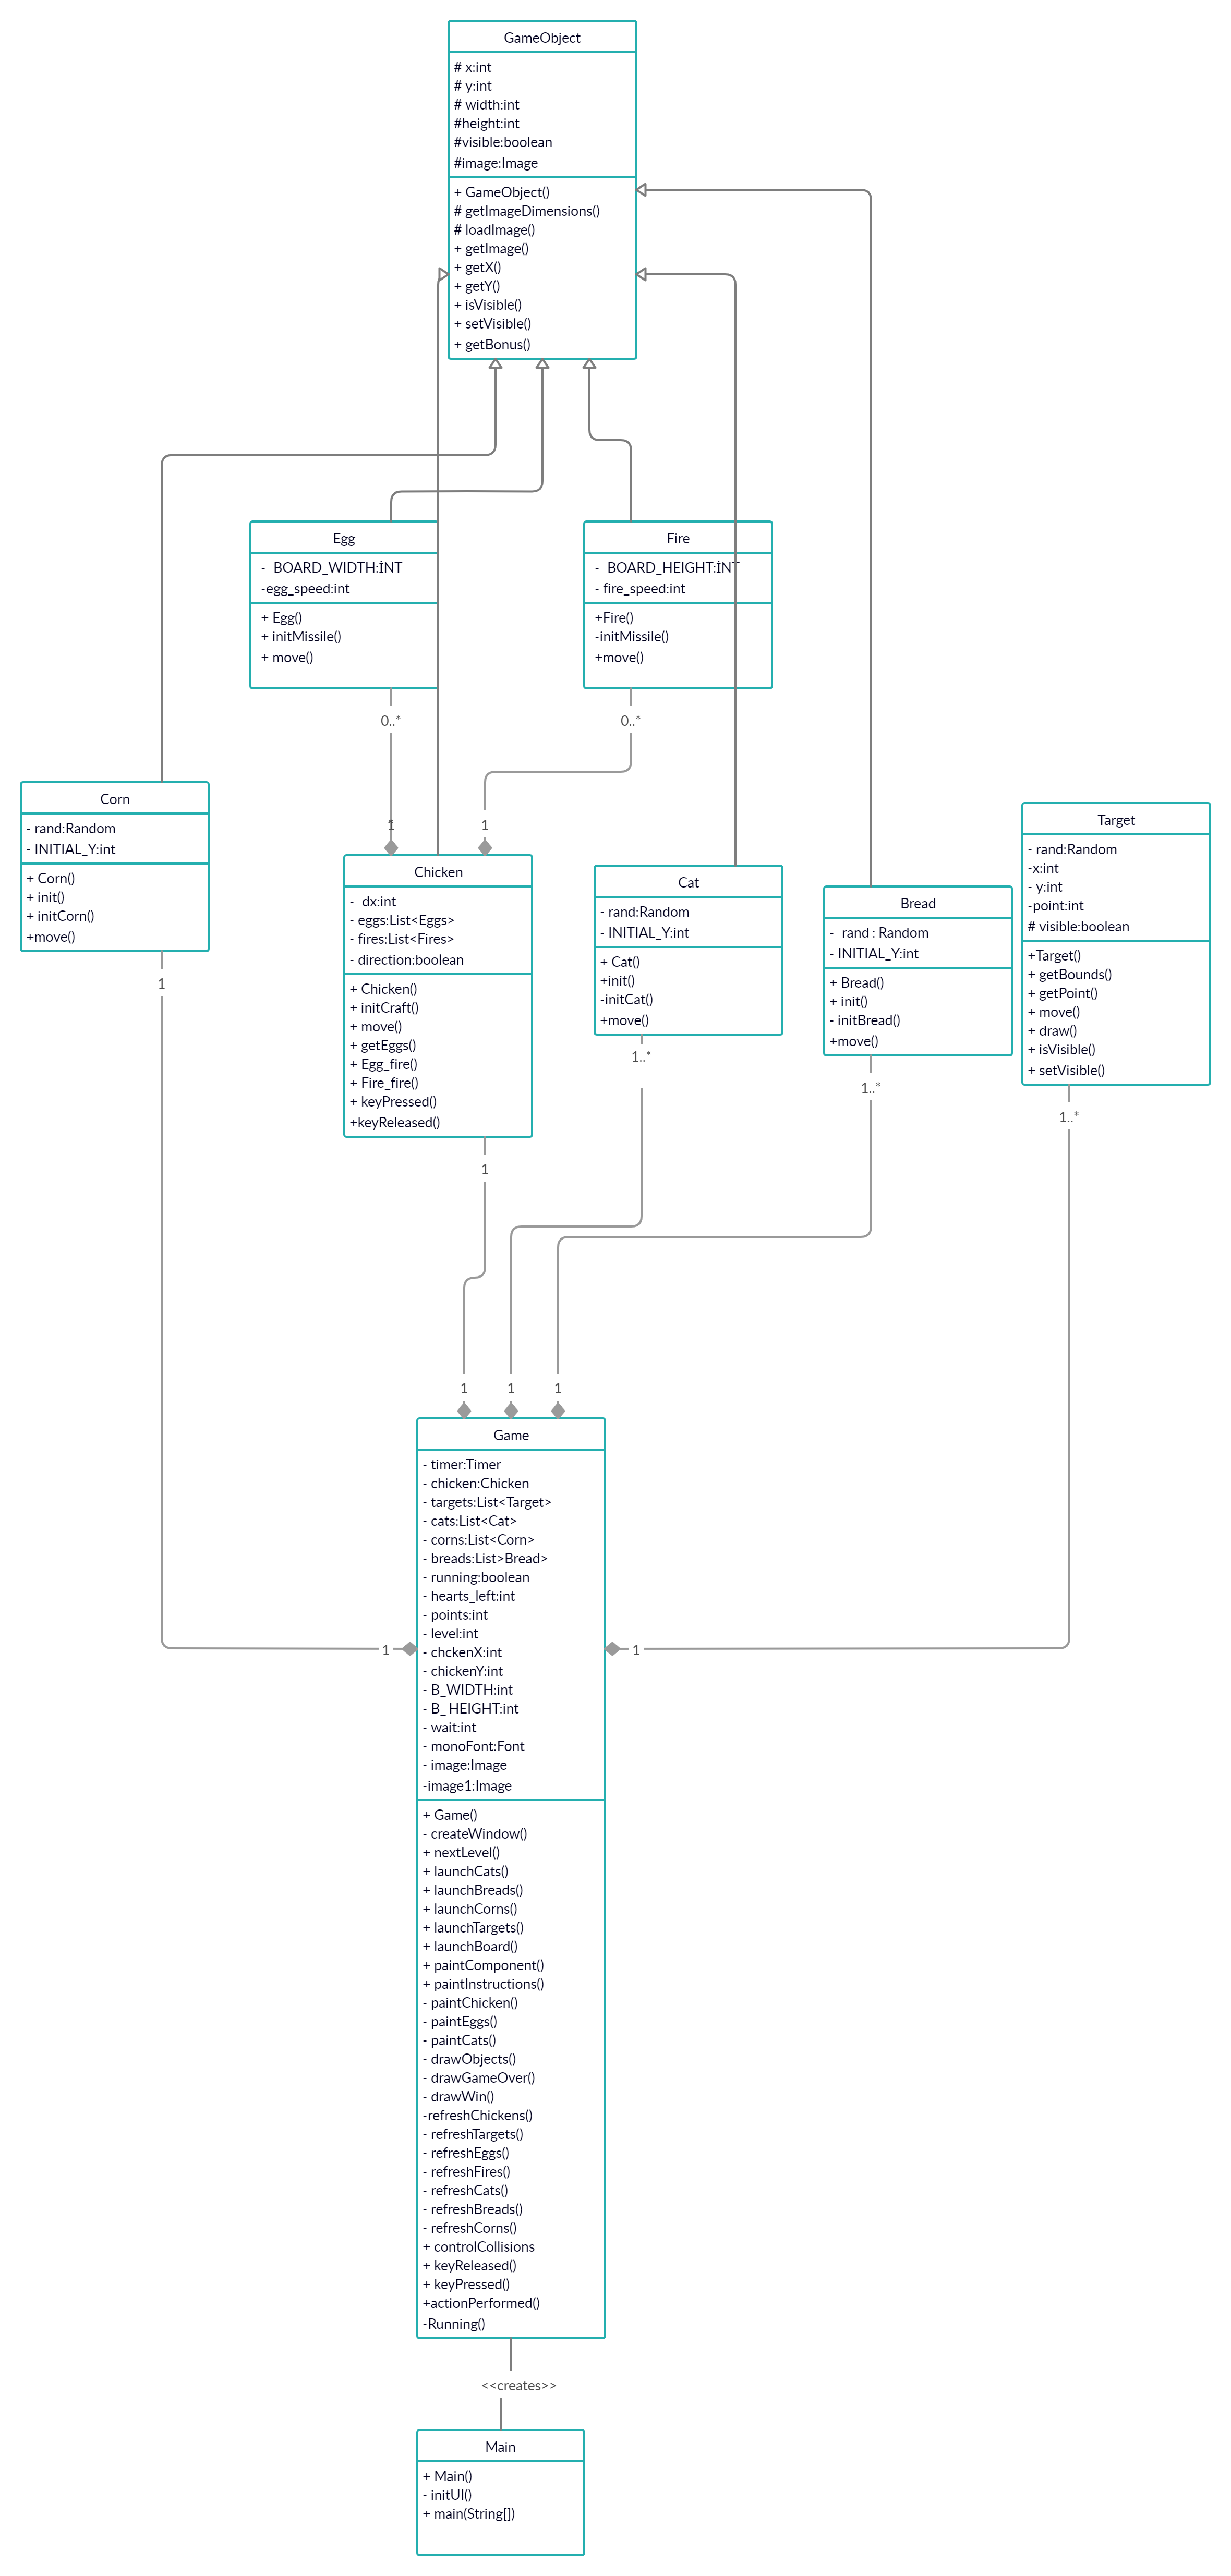 GameObject
# x:int
# y:int
# width:int
#height:int
#visible:boolean
#image:Image
+ GameObject()
# getImageDimensions()
# loadImage()
+ getImage()
+ getX()
+ getY()
+ isVisible()
+ setVisible()
+ getBonus()
Egg
- BOARD_WIDTH:İNT
-egg_speed:int
+ Egg()
+ initMissile()
+ move()
0..*
1
Fire
- BOARD_HEIGHT:İNT
- fire_speed:int
+Fire()
-initMissile()
+move()
0..*
1
Corn
- rand:Random
- INITIAL_Y:int
+ Corn()
+ init()
+ initCorn()
+move()
1
Chicken
- dx:int
- eggs:List<Eggs>
- fires:List<Fires>
- direction:boolean
+ Chicken()
+ initCraft()
+ move()
+ getEggs()
+ Egg_fire()
+ Fire_fire()
+ keyPressed()
+keyReleased()
1
Cat
- rand:Random
- INITIAL_Y:int
+ Cat()
+init()
-initCat()
+move()
1..*
Bread
- rand : Random
- INITIAL_Y:int
+ Bread()
+ init()
- initBread()
+move()
1..*
Target
- rand:Random
-x:int
- y:int
-point:int
# visible:boolean
+Target()
+ getBounds()
+ getPoint()
+ move()
+ draw()
+ isVisible()
+ setVisible()
1..*
1
1
1
1
1
Game
- timer:Timer
- chicken:Chicken
- targets:List<Target>
- cats:List<Cat>
- corns:List<Corn>
- breads:List>Bread>
- running:boolean
- hearts_left:int
- points:int
- level:int
- chckenX:int
- chickenY:int
- B_WIDTH:int
- B_ HEIGHT:int
- wait:int
- monoFont:Font
- image:Image
-image1:Image
+ Game()
- createWindow()
+ nextLevel()
+ launchCats()
+ launchBreads()
+ launchCorns()
+ launchTargets()
+ launchBoard()
+ paintComponent()
+ paintInstructions()
- paintChicken()
- paintEggs()
- paintCats()
- drawObjects()
- drawGameOver()
- drawWin()
-refreshChickens()
- refreshTargets()
- refreshEggs()
- refreshFires()
- refreshCats()
- refreshBreads()
- refreshCorns()
+ controlCollisions
+ keyReleased()
+ keyPressed()
+actionPerformed()
-Running()
<<creates>>
Main
+ Main()
- initUI()
+ main(String[])